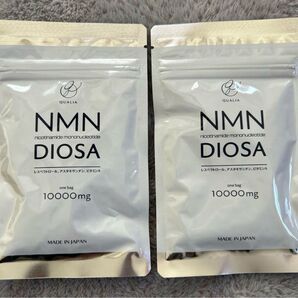 QUALIA
NMN
nicotinamide mononucleotide
DIOSA
レスベラトロール、アスタキサンチン、ビタミンE
one bag
10000mg
MADE IN JAPAN
QUALIA
NMN
nicotinamide mononucleotide
DIOSA
レスベラトロール、アスタキサンチン、ビタミンE
one bag
10000mg
MADE IN JAPAN